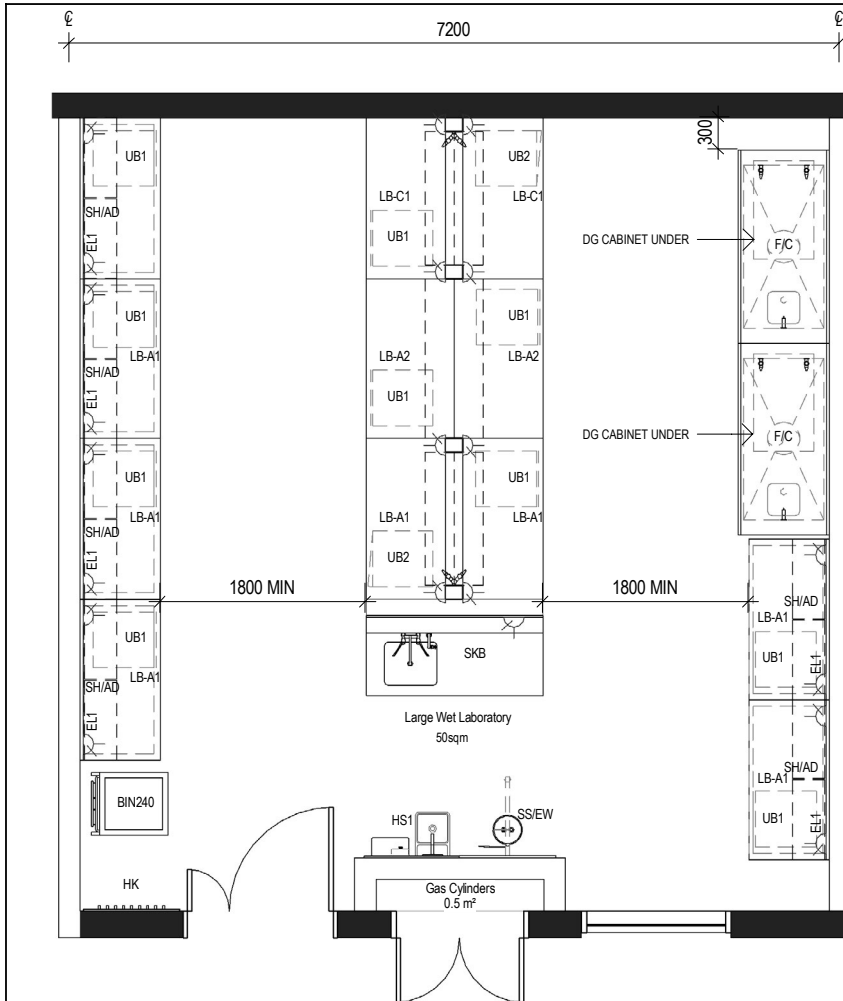 ℄
℄
7200
300
UB1
SH/AD
EL1
UB1
LB-A1
SH/AD
EL1
UB1
LB-A1
SH/AD
EL1
UB1
LB-A1
SH/AD
EL1
UB2
LB-C1
LB-C1
UB1
UB1
LB-A2
LB-A2
UB1
UB1
LB-A1
LB-A1
UB2
DG CABINET UNDER
F/C
DG CABINET UNDER
F/C
1800 MIN
1800 MIN
SH/AD
LB-A1
UB1
EL1
SH/AD
LB-A1
UB1
EL1
SKB
Large Wet Laboratory
50sqm
BIN240
HS1
SS/EW
HK
Gas Cylinders
0.5 m²